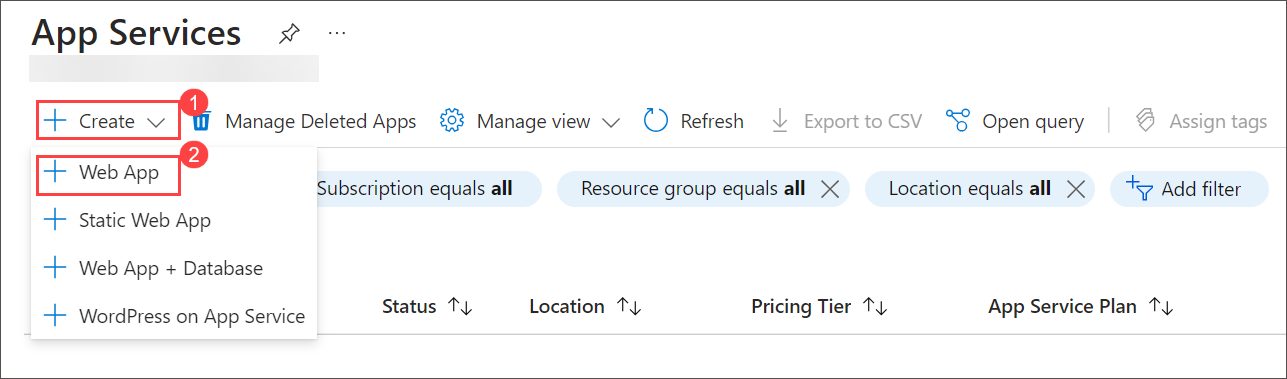 App Services
Create 1 Manage Deleted Apps Manage view Refresh Export to CSV Open query Assign tags
Web App 2
Subscription equals all Resource group equals all Location equals all Add filter
Static Web App
Web App + Database
Status Location Pricing Tier App Service Plan
WordPress on App Service